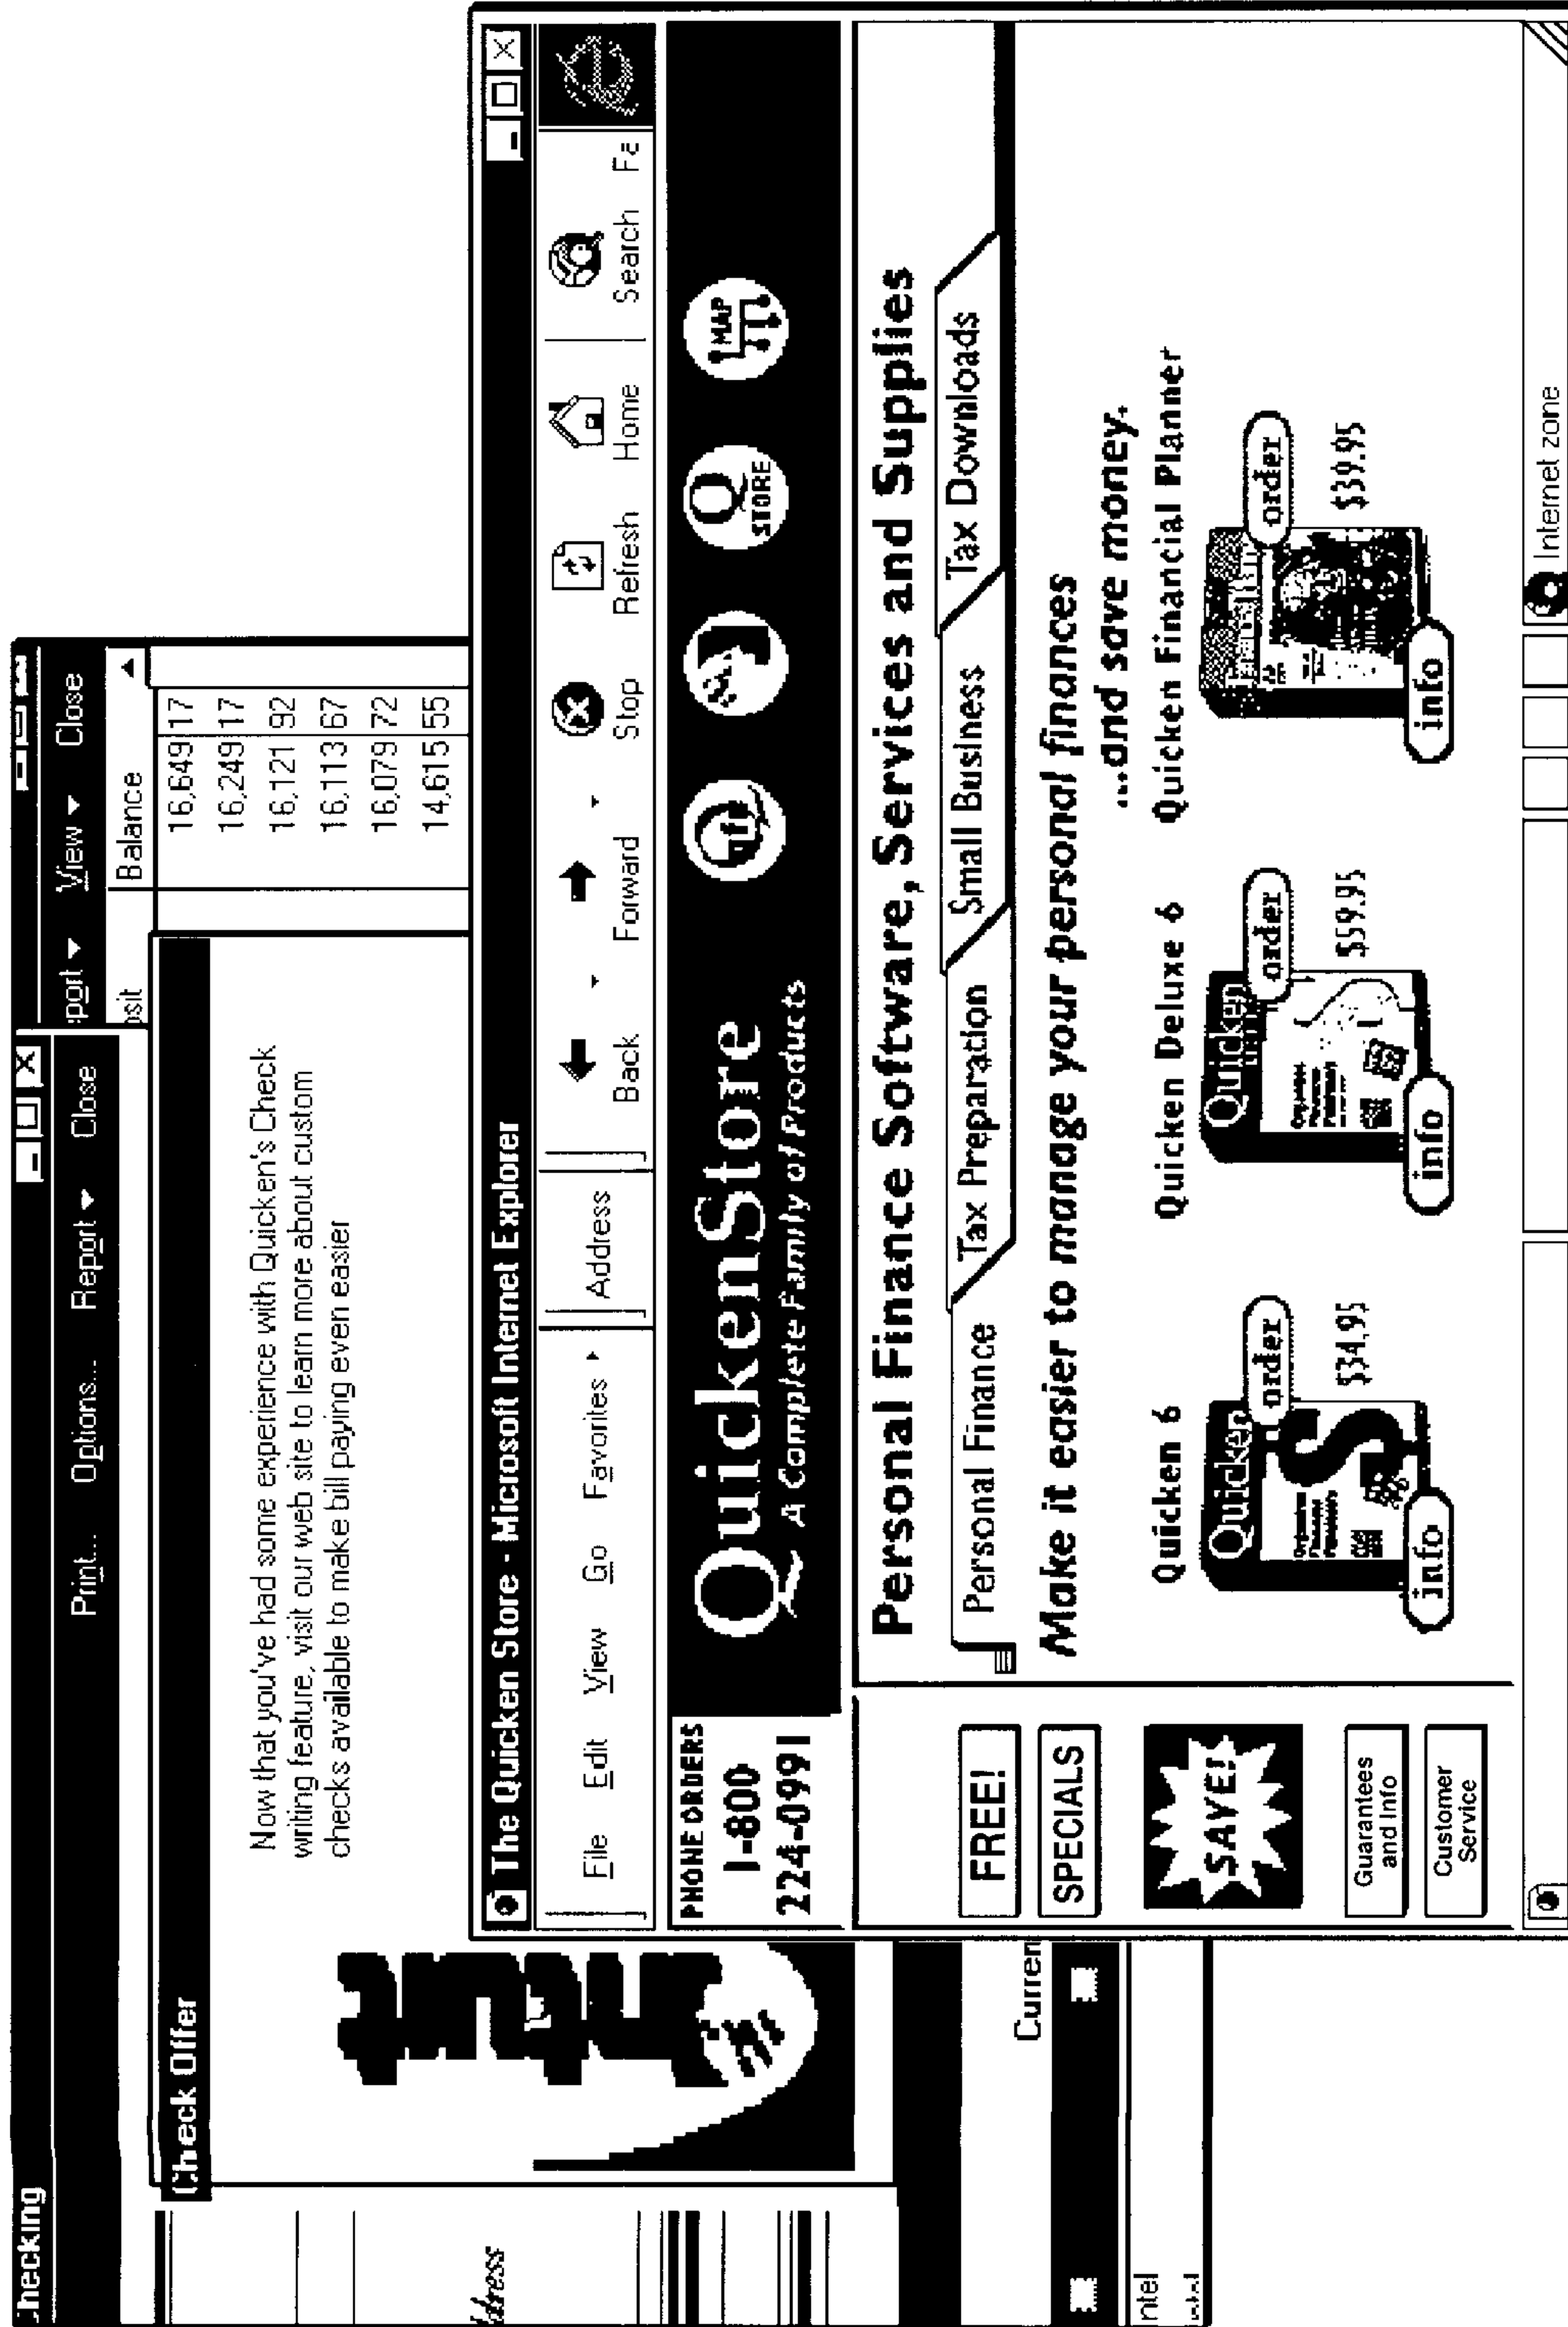 hecking
Print... Options... Report Close
port View Close
osit Balance
16,649 17
16,249 17
16,121 92
16,113 67
16,079 72
14,615 55
Check Offer
Now that you've had some experience with Quicken's Check
writing feature, visit our web site to learn more about custom
checks available to make bill paying even easier
dress
Curren
ntel
The Quicken Store - Microsoft Internet Explorer
File Edit View Go Favorites Address Back Forward Stop Refresh Home Search Fa
PHONE ORDERS
1-800
224-0991
QuickenStore
A Complete Family of Products
Q STORE
MAP
Personal Finance Software, Services and Supplies
Personal Finance Tax Preparation Small Business Tax Downloads
Make it easier to manage your personal finances
...and save money.
FREE!
SPECIALS
SAVE!
Guarantees
and Info
Customer
Service
Quicken 6 Quicken Deluxe 6 Quicken Financial Planner
Quicken Quicken
order order order
$34.95 $59.95 $39.95
info info info
Internet zone